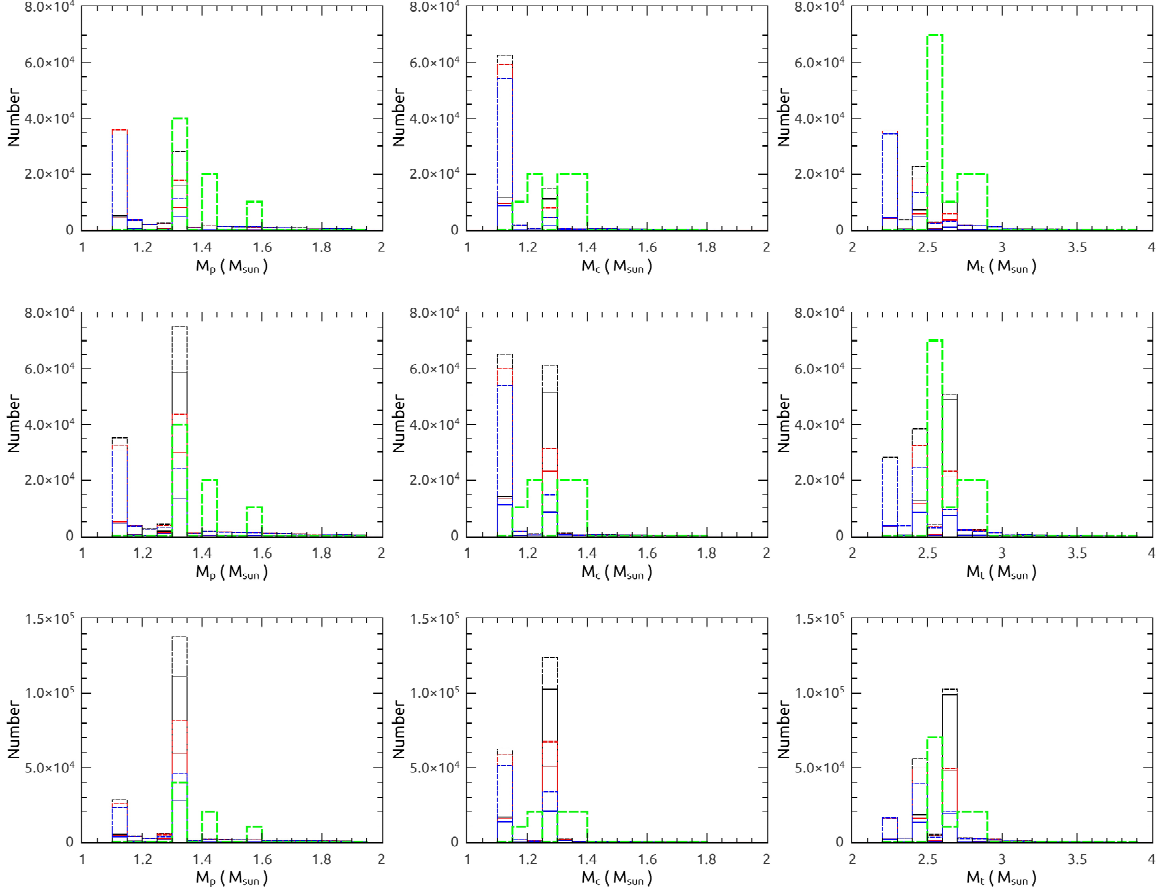 8.0×10⁴ 8.0×10⁴ 8.0×10⁴
6.0×10⁴ 6.0×10⁴ 6.0×10⁴
Number Number Number
4.0×10⁴ 4.0×10⁴ 4.0×10⁴
2.0×10⁴ 2.0×10⁴ 2.0×10⁴
0 0 0
1 1.2 1.4 1.6 1.8 2 1 1.2 1.4 1.6 1.8 2 2 2.5 3 3.5 4
Mₚ ( Mₛᵤₙ ) M꜀ ( Mₛᵤₙ ) Mₜ ( Mₛᵤₙ )
8.0×10⁴ 8.0×10⁴ 8.0×10⁴
6.0×10⁴ 6.0×10⁴ 6.0×10⁴
Number Number Number
4.0×10⁴ 4.0×10⁴ 4.0×10⁴
2.0×10⁴ 2.0×10⁴ 2.0×10⁴
0 0 0
1 1.2 1.4 1.6 1.8 2 1 1.2 1.4 1.6 1.8 2 2 2.5 3 3.5 4
Mₚ ( Mₛᵤₙ ) M꜀ ( Mₛᵤₙ ) Mₜ ( Mₛᵤₙ )
1.5×10⁵ 1.5×10⁵ 1.5×10⁵
1.0×10⁵ 1.0×10⁵ 1.0×10⁵
Number Number Number
5.0×10⁴ 5.0×10⁴ 5.0×10⁴
0 0 0
1 1.2 1.4 1.6 1.8 2 1 1.2 1.4 1.6 1.8 2 2 2.5 3 3.5 4
Mₚ ( Mₛᵤₙ ) M꜀ ( Mₛᵤₙ ) Mₜ ( Mₛᵤₙ )